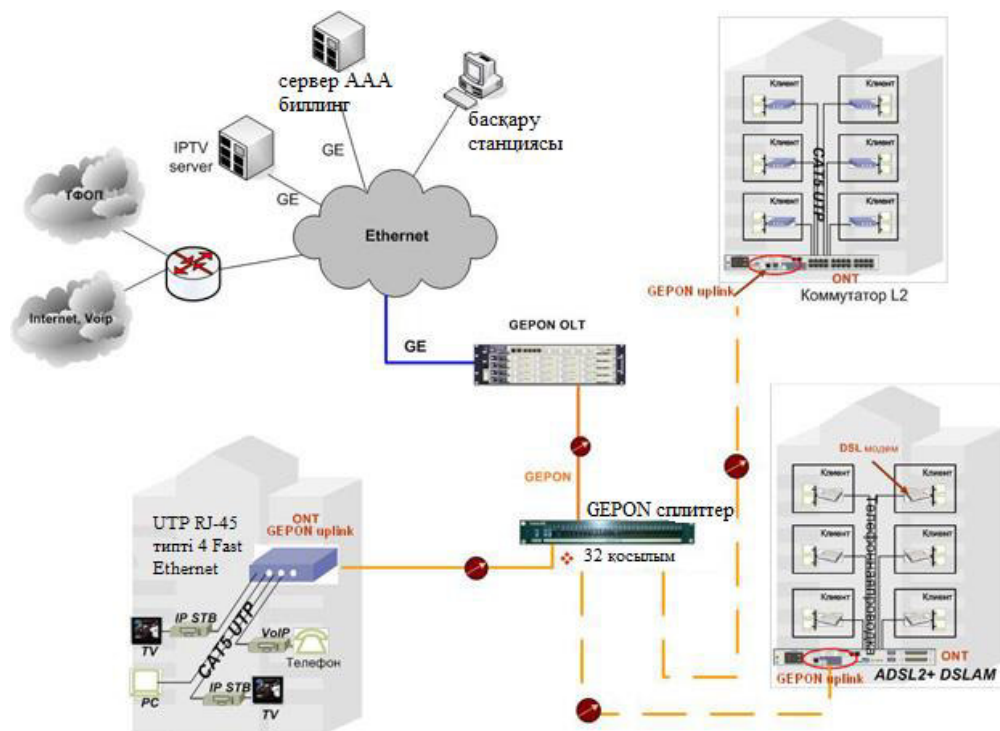 сервер ААА
биллинг
басқару
станциясы
IPTV
server
GE
GE
ТФОП
Ethernet
Internet, Voip
GE
GEPON OLT
GEPON
GEPON сплиттер
❖ 32 қосылым
UTP RJ-45
типті 4 Fast
Ethernet
ONT
GEPON uplink
IP STB
TV
CAT5 UTP
VoIP
Телефон
PC
IP STB
TV
Клиент
Клиент
Клиент
Клиент
Клиент
Клиент
CAT5 UTP
ONT
GEPON uplink
Коммутатор L2
DSL модем
Клиент
Клиент
Клиент
Клиент
Клиент
Клиент
Телефоннапроводка
ONT
GEPON uplink
ADSL2+ DSLAM